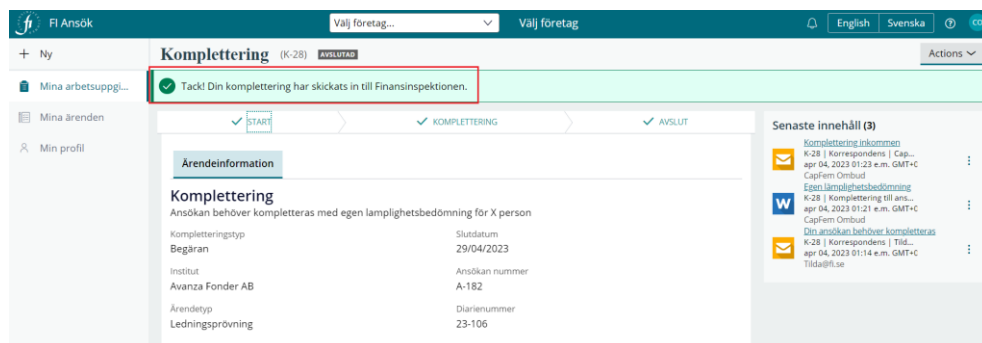 fi FI Ansök
Välj företag...
Välj företag
English Svenska
CO
Ny
Mina arbetsuppgi...
Mina ärenden
Min profil
Komplettering (K-28) AVSLUTAD
Actions
Tack! Din komplettering har skickats in till Finansinspektionen.
START
KOMPLETTERING
AVSLUT
Ärendeinformation
Komplettering
Ansökan behöver kompletteras med egen lamplighetsbedömning för X person
Kompletteringstyp
Begäran
Slutdatum
29/04/2023
Institut
Avanza Fonder AB
Ansökan nummer
A-182
Ärendetyp
Ledningsprövning
Diarienummer
23-106
Senaste innehåll (3)
Komplettering inkommen
K-28 | Korrespondens | Cap...
apr 04, 2023 01:23 e.m. GMT+0
CapFem Ombud
W
Egen lämplighetsbedömning
K-28 | Komplettering till ans...
apr 04, 2023 01:21 e.m. GMT+0
CapFem Ombud
Din ansökan behöver kompletteras
K-28 | Korrespondens | Tild...
apr 04, 2023 01:14 e.m. GMT+0
Tilda@fi.se